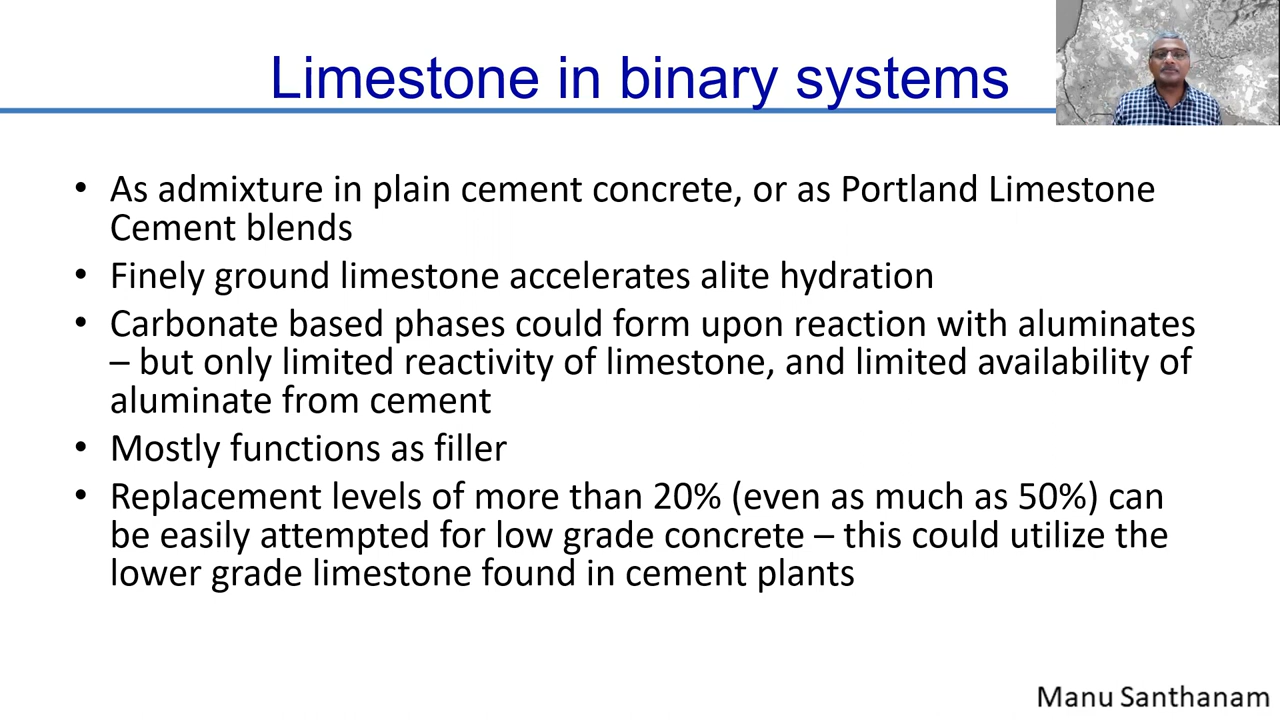 Limestone in binary systems
• As admixture in plain cement concrete, or as Portland Limestone
Cement blends
• Finely ground limestone accelerates alite hydration
• Carbonate based phases could form upon reaction with aluminates
– but only limited reactivity of limestone, and limited availability of
aluminate from cement
• Mostly functions as filler
• Replacement levels of more than 20% (even as much as 50%) can
be easily attempted for low grade concrete – this could utilize the
lower grade limestone found in cement plants
Manu Santhanam